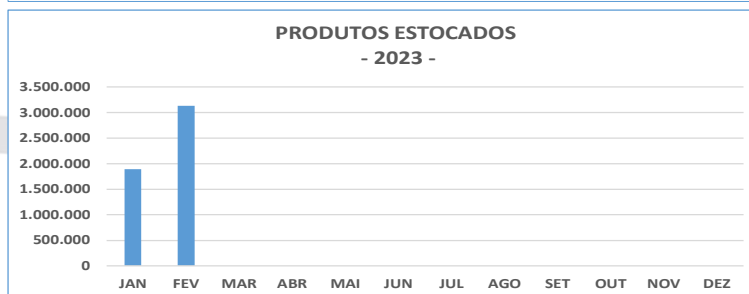 PRODUTOS ESTOCADOS
- 2023 -
3.500.000
3.000.000
2.500.000
2.000.000
1.500.000
1.000.000
500.000
0
JAN FEV MAR ABR MAI JUN JUL AGO SET OUT NOV DEZ